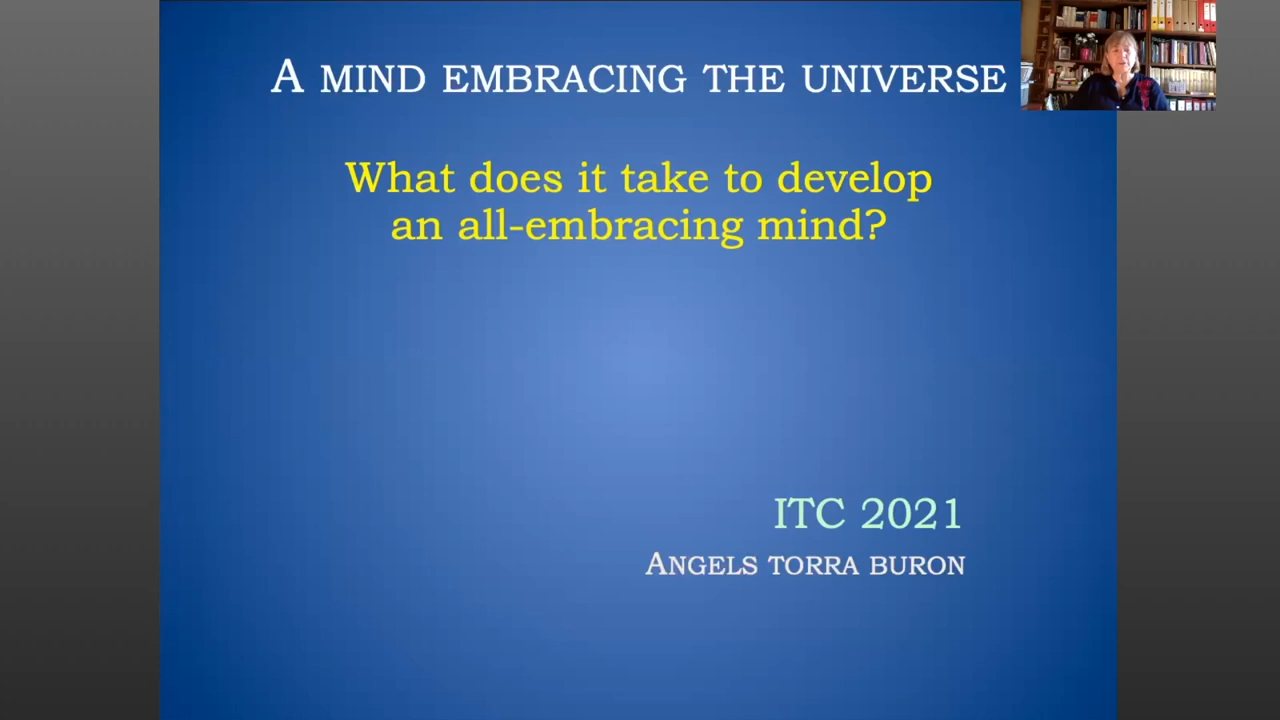 A MIND EMBRACING THE UNIVERSE
What does it take to develop
an all-embracing mind?
ITC 2021
ANGELS TORRA BURON